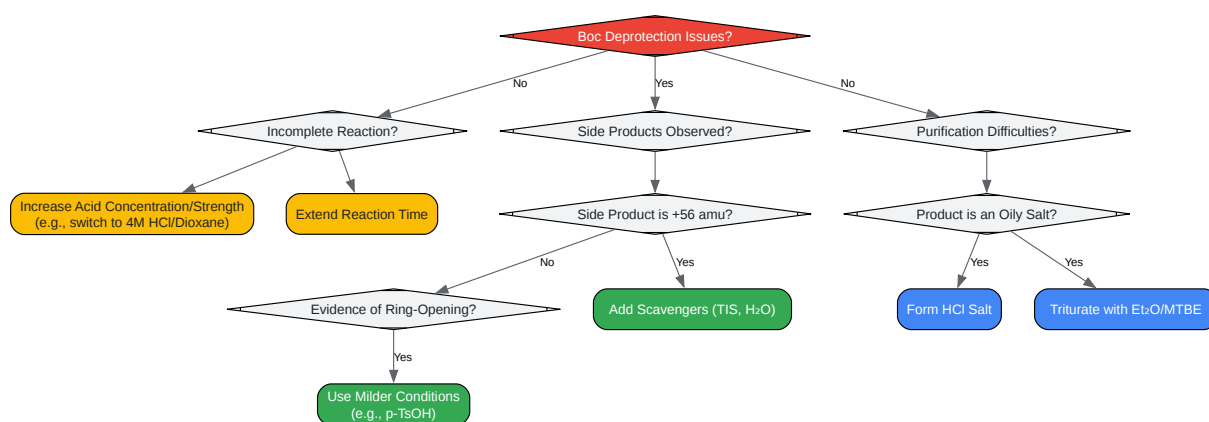 Boc Deprotection Issues?
No
Yes
No
Incomplete Reaction?
Side Products Observed?
Purification Difficulties?
Increase Acid Concentration/Strength
(e.g., switch to 4M HCl/Dioxane)
Extend Reaction Time
Side Product is +56 amu?
Product is an Oily Salt?
No
Yes
Yes
Yes
Evidence of Ring-Opening?
Add Scavengers (TIS, H₂O)
Form HCl Salt
Triturate with Et₂O/MTBE
Yes
Use Milder Conditions
(e.g., p-TsOH)